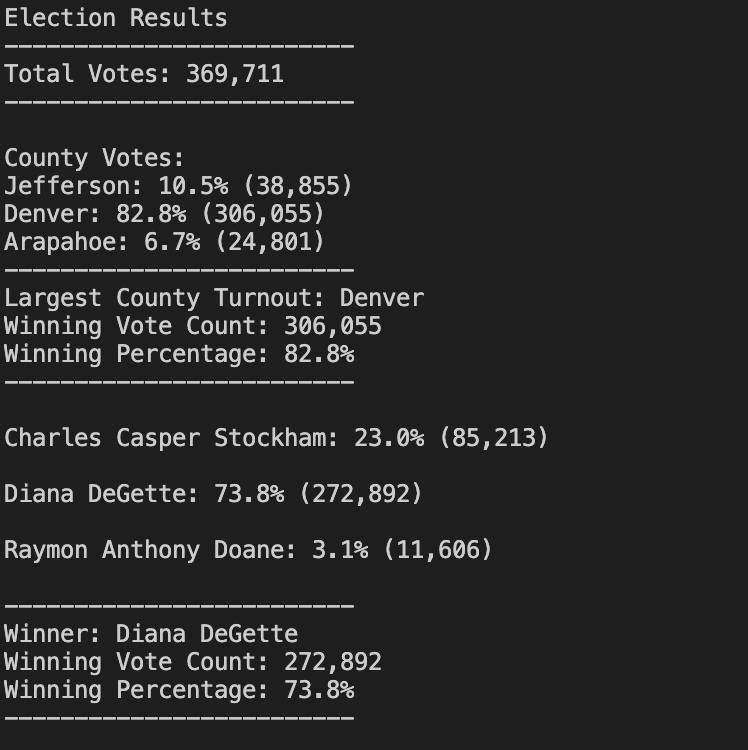 Election Results
-------------------------
Total Votes: 369,711
-------------------------
County Votes:
Jefferson: 10.5% (38,855)
Denver: 82.8% (306,055)
Arapahoe: 6.7% (24,801)
-------------------------
Largest County Turnout: Denver
Winning Vote Count: 306,055
Winning Percentage: 82.8%
-------------------------
Charles Casper Stockham: 23.0% (85,213)
Diana DeGette: 73.8% (272,892)
Raymon Anthony Doane: 3.1% (11,606)
-------------------------
Winner: Diana DeGette
Winning Vote Count: 272,892
Winning Percentage: 73.8%
-------------------------